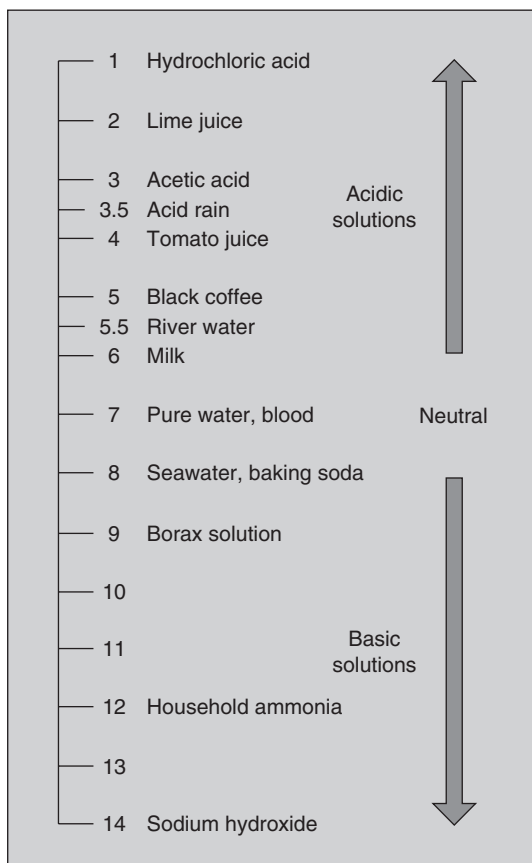 1 Hydrochloric acid
2 Lime juice
3 Acetic acid
3.5 Acid rain
4 Tomato juice
Acidic
solutions
5 Black coffee
5.5 River water
6 Milk
7 Pure water, blood
Neutral
8 Seawater, baking soda
9 Borax solution
10
11
12 Household ammonia
Basic
solutions
13
14 Sodium hydroxide